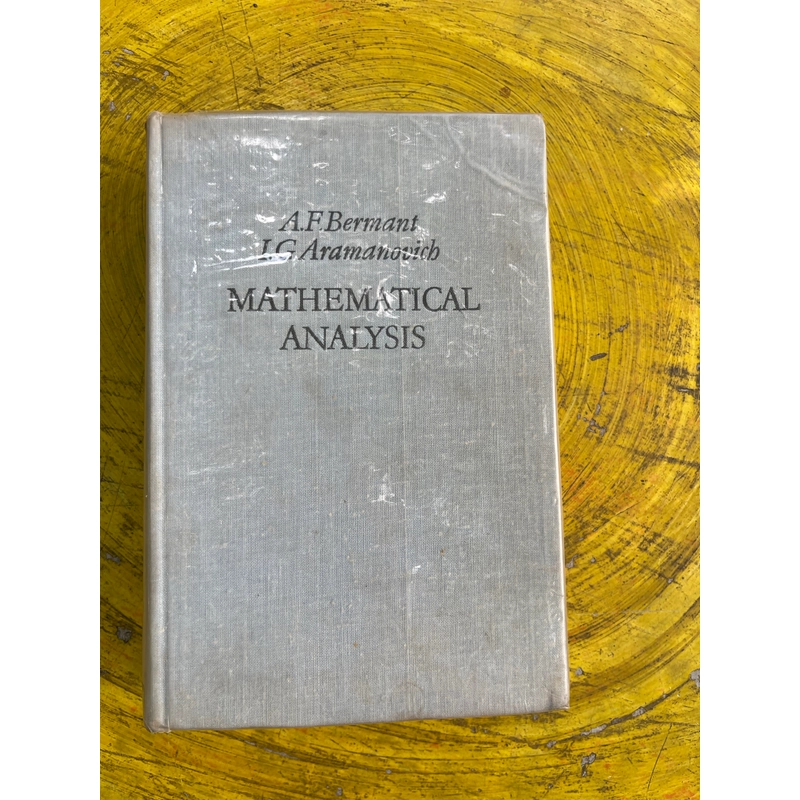 A.F.Bermant
I.G.Aramanovich
MATHEMATICAL
ANALYSIS